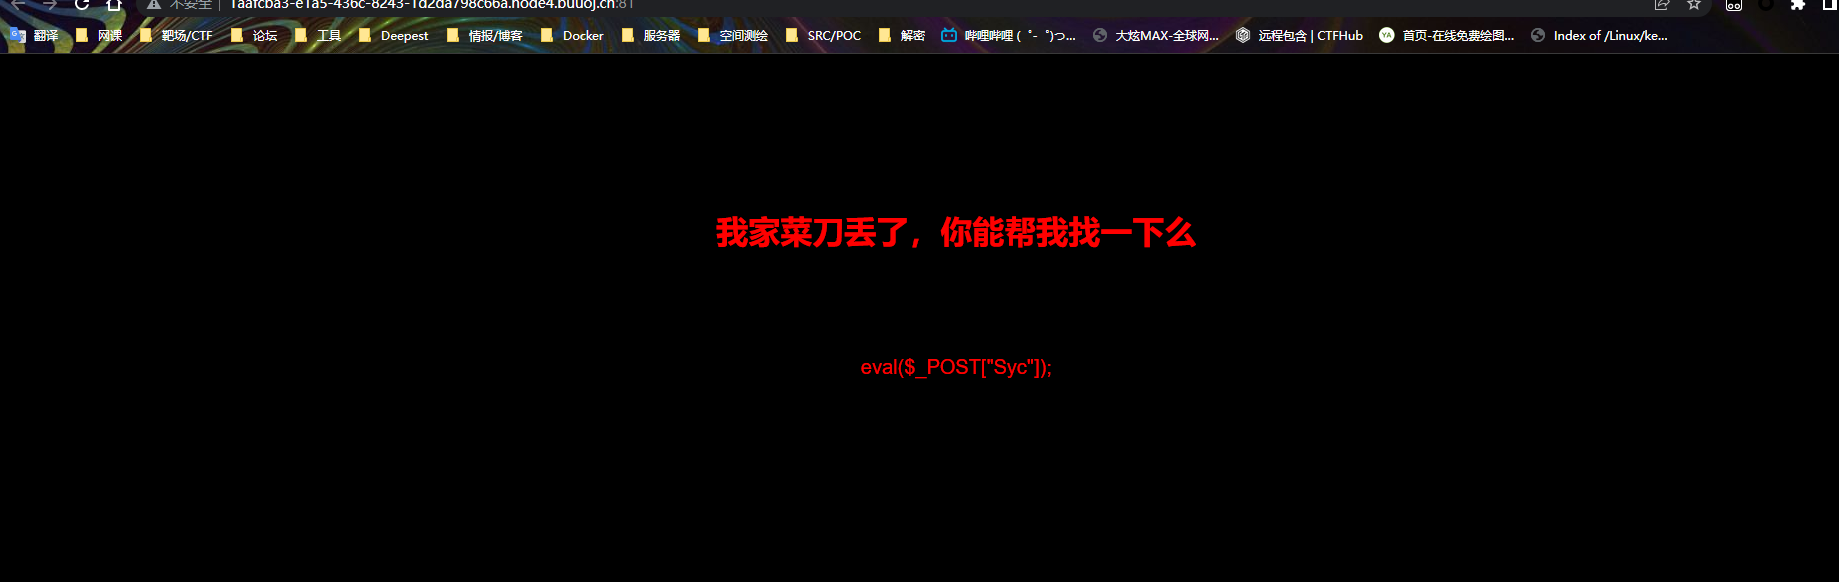 不安全 1aafcba3-e1a5-436c-8243-1d2da798c66a.node4.buuoj.cn:81
翻译 网课 靶场/CTF 论坛 工具 Deepest 情报/博客 Docker 服务器 空间测绘 SRC/POC 解密 哔哩哔哩 ( ゜- ゜)つ... 大炫MAX-全球网... 远程包含 | CTFHub YA 首页-在线免费绘图... Index of /Linux/ke...
我家菜刀丢了，你能帮我找一下么
eval($_POST["Syc"]);